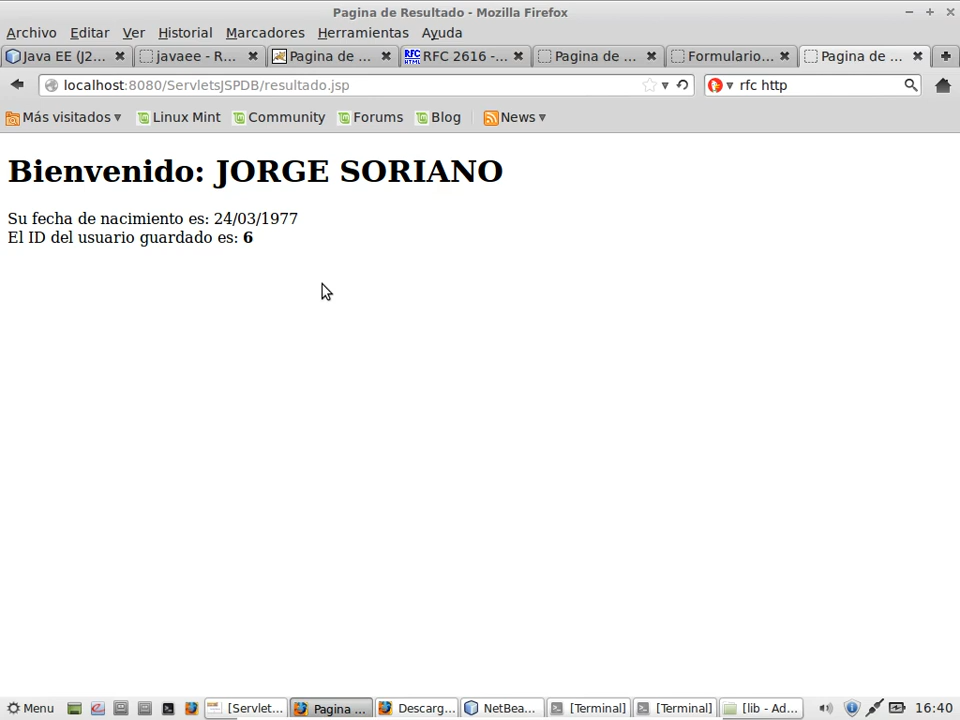 Pagina de Resultado - Mozilla Firefox
Archivo Editar Ver Historial Marcadores Herramientas Ayuda
Java EE (J2... javaee - R... Pagina de ... RFC HTML RFC 2616 -... Pagina de ... Formulario... Pagina de ...
localhost:8080/ServletsJSPDB/resultado.jsp rfc http
Más visitados Linux Mint Community Forums Blog News
Bienvenido: JORGE SORIANO
Su fecha de nacimiento es: 24/03/1977
El ID del usuario guardado es: 6
Menu [Servlet... Pagina ... Descarg... NetBea... [Terminal] [Terminal] [lib - Ad... 16:40